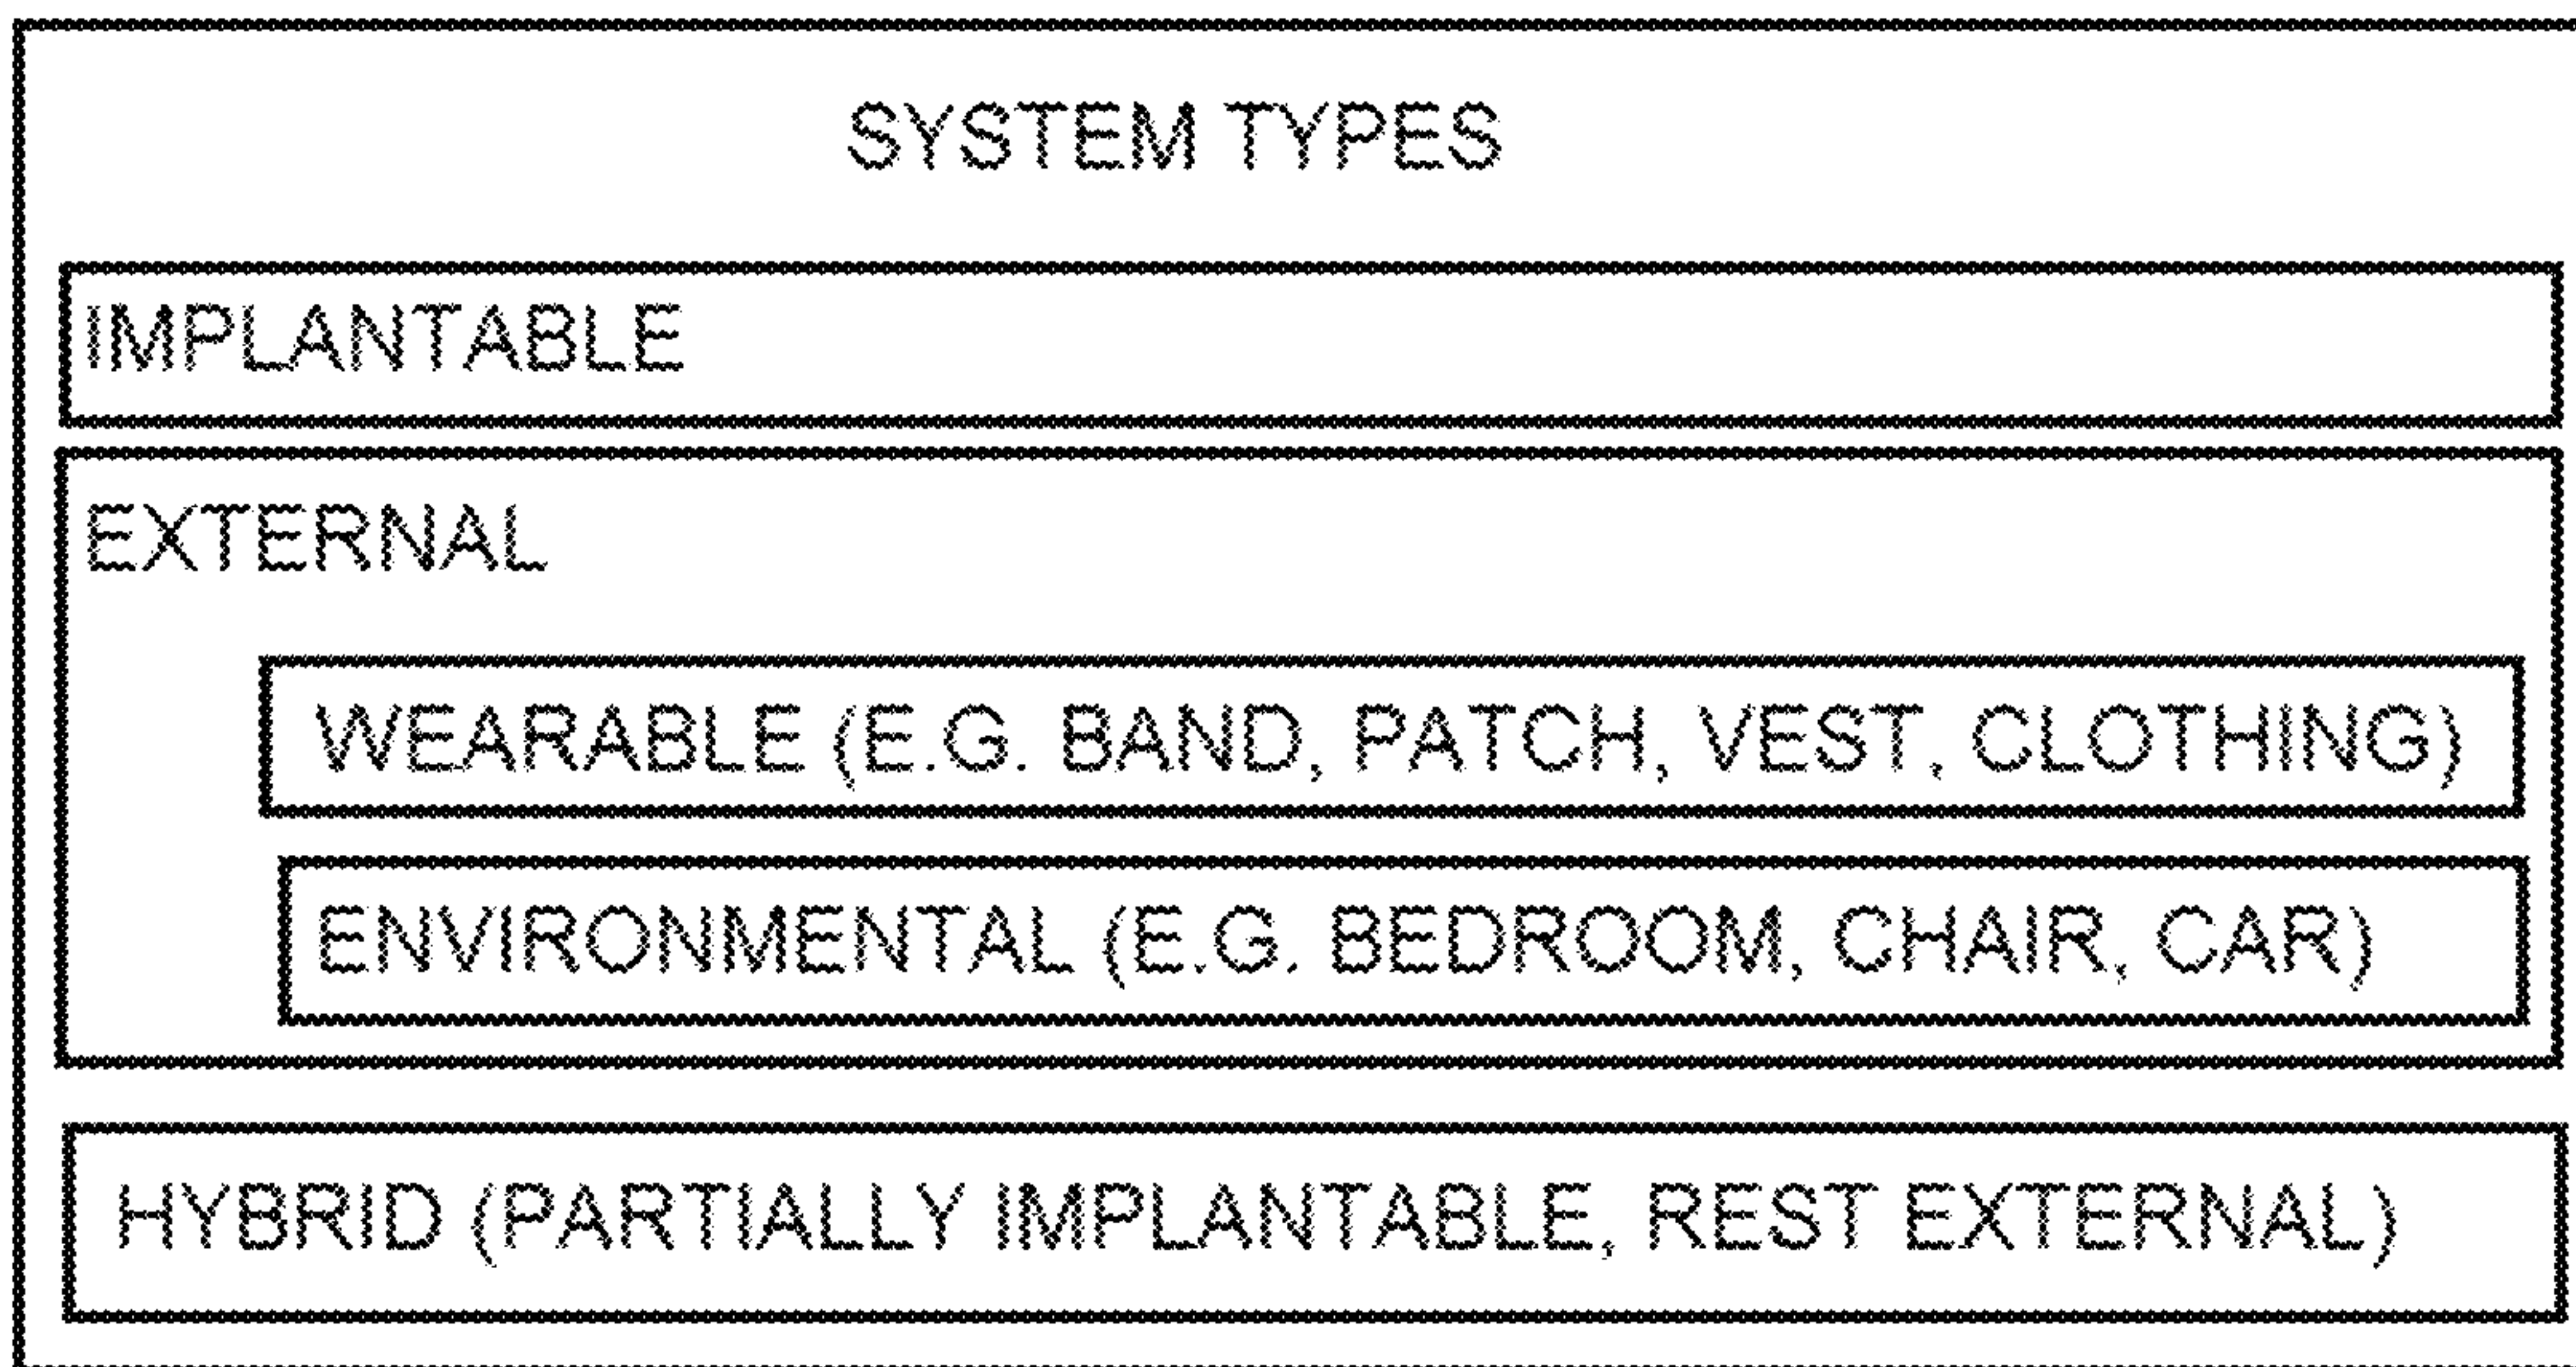 SYSTEM TYPES
IMPLANTABLE
EXTERNAL
WEARABLE (E.G. BAND, PATCH, VEST, CLOTHING)
ENVIRONMENTAL (E.G. BEDROOM, CHAIR, CAR)
HYBRID (PARTIALLY IMPLANTABLE, REST EXTERNAL)